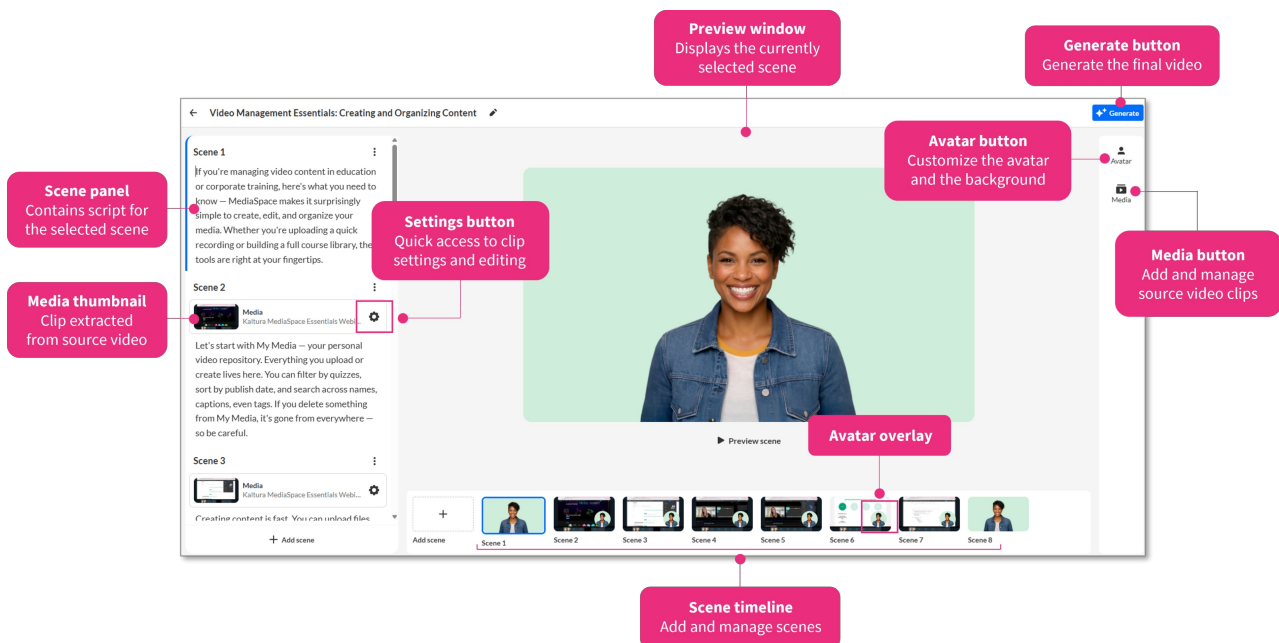 Preview window
Displays the currently
selected scene
Generate button
Generate the final video
← Video Management Essentials: Creating and Organizing Content
Generate
Avatar button
Customize the avatar
and the background
Avatar
Media
Media button
Add and manage
source video clips
Scene panel
Contains script for
the selected scene
Scene 1
If you're managing video content in education
or corporate training, here's what you need to
know — MediaSpace makes it surprisingly
simple to create, edit, and organize your
media. Whether you're uploading a quick
recording or building a full course library, the
tools are right at your fingertips.
Settings button
Quick access to clip
settings and editing
Media thumbnail
Clip extracted
from source video
Scene 2
Media
Kaltura MediaSpace Essentials Webi...
Let's start with My Media — your personal
video repository. Everything you upload or
create lives here. You can filter by quizzes,
sort by publish date, and search across names,
captions, even tags. If you delete something
from My Media, it's gone from everywhere —
so be careful.
Scene 3
Media
Kaltura MediaSpace Essentials Webi...
Creating content is fast. You can upload files
+ Add scene
Preview scene
Avatar overlay
+
Add scene
Scene 1
Scene 2
Scene 3
Scene 4
Scene 5
Scene 6
Scene 7
Scene 8
Scene timeline
Add and manage scenes